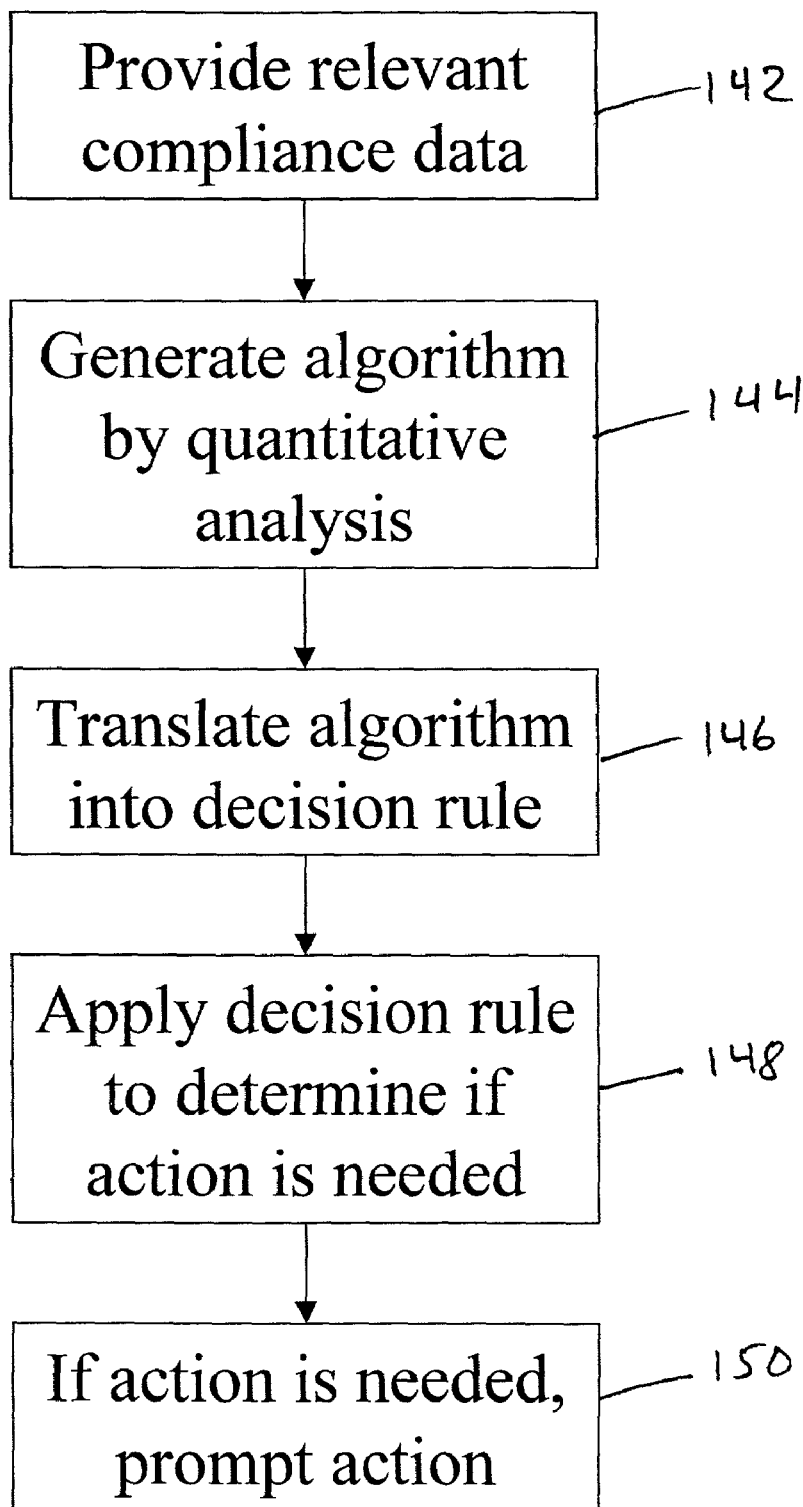 Provide relevant
compliance data
142
Generate algorithm
by quantitative
analysis
144
Translate algorithm
into decision rule
146
Apply decision rule
to determine if
action is needed
148
If action is needed,
prompt action
150